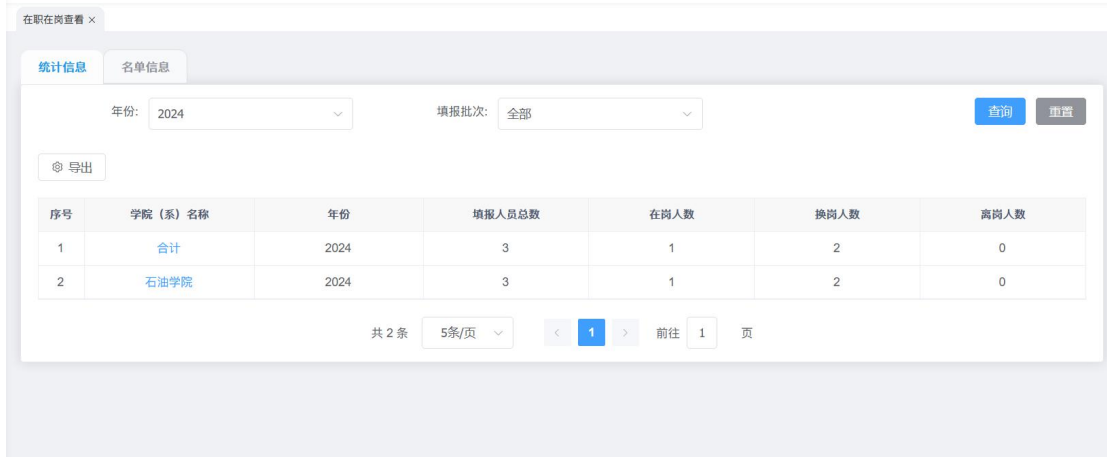 在职在岗查看 ×
统计信息 名单信息
年份: 2024 填报批次: 全部 查询 重置
导出
序号 学院（系）名称 年份 填报人员总数 在岗人数 换岗人数 离岗人数
1 合计 2024 3 1 2 0
2 石油学院 2024 3 1 2 0
共 2 条 5条/页 < 1 > 前往 1 页